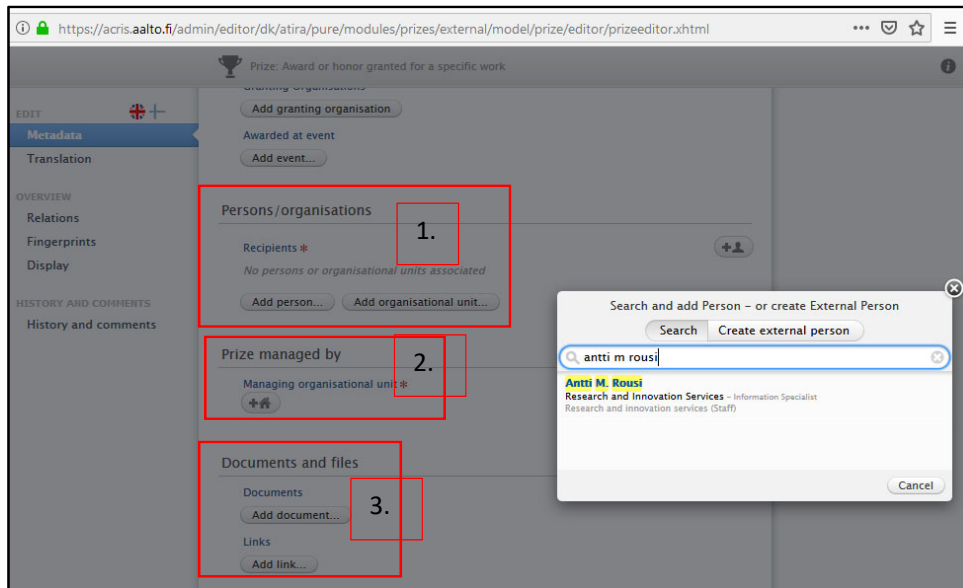 https://acris.aalto.fi/admin/editor/dk/atira/pure/modules/prizes/external/model/prize/editor/prizeeditor.xhtml
Prize: Award or honor granted for a specific work
Granting Organisations
Add granting organisation
Awarded at event
Add event...
EDIT
Metadata
Translation
OVERVIEW
Relations
Fingerprints
Display
HISTORY AND COMMENTS
History and comments
Persons/organisations
1.
Recipients *
No persons or organisational units associated
Add person... Add organisational unit...
Prize managed by
2.
Managing organisational unit *
Documents and files
Documents
3.
Add document...
Links
Add link...
Search and add Person – or create External Person
Search Create external person
antti m rousi
Antti M. Rousi
Research and Innovation Services – Information Specialist
Research and innovation services (Staff)
Cancel